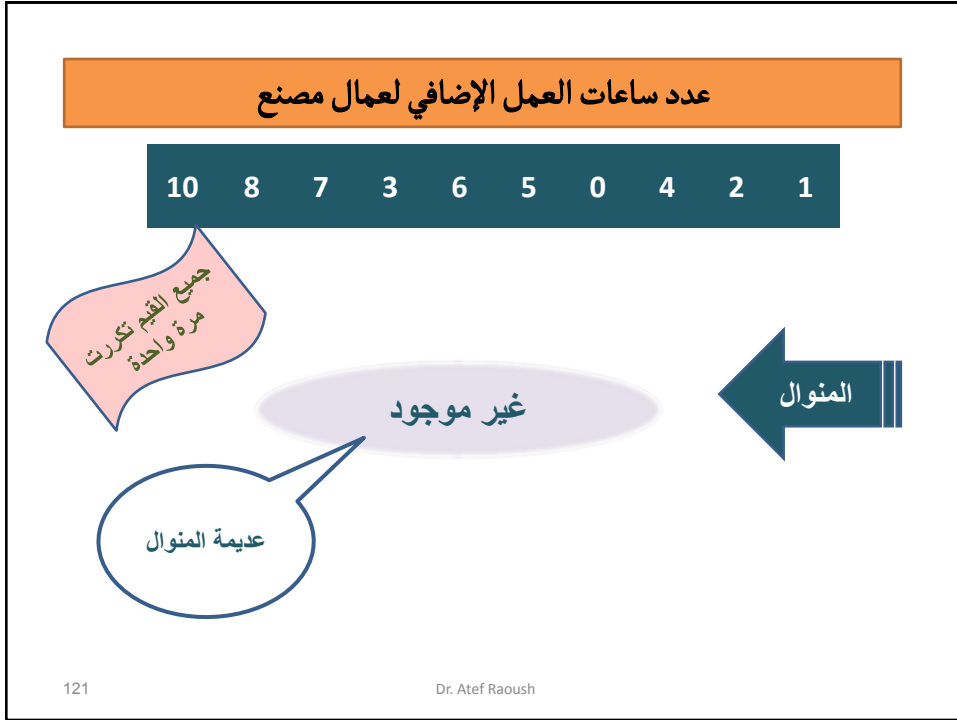 عدد ساعات العمل الإضافي لعمال مصنع
10 8 7 3 6 5 0 4 2 1
جميع القيم تكررت
مرة واحدة
المنوال
غير موجود
عديمة المنوال
121
Dr. Atef Raoush